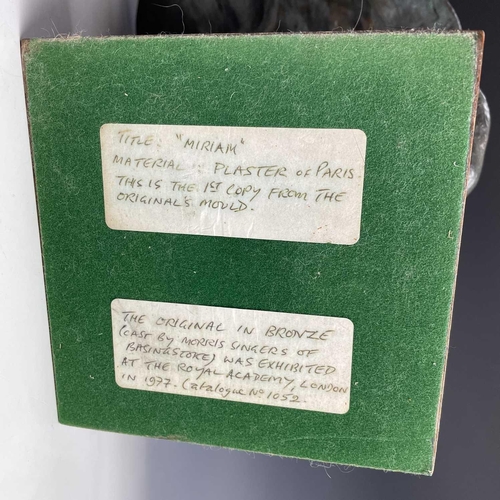 TITLE: "MIRIAM"
MATERIAL: PLASTER OF PARIS.
THIS IS THE 1ST COPY FROM THE
ORIGINAL'S MOULD.
THE ORIGINAL IN BRONZE
(CAST BY MORRIS SINGERS OF
BASINGSTOKE) WAS EXHIBITED
AT THE ROYAL ACADEMY, LONDON
IN 1977. Catalogue No 1052.